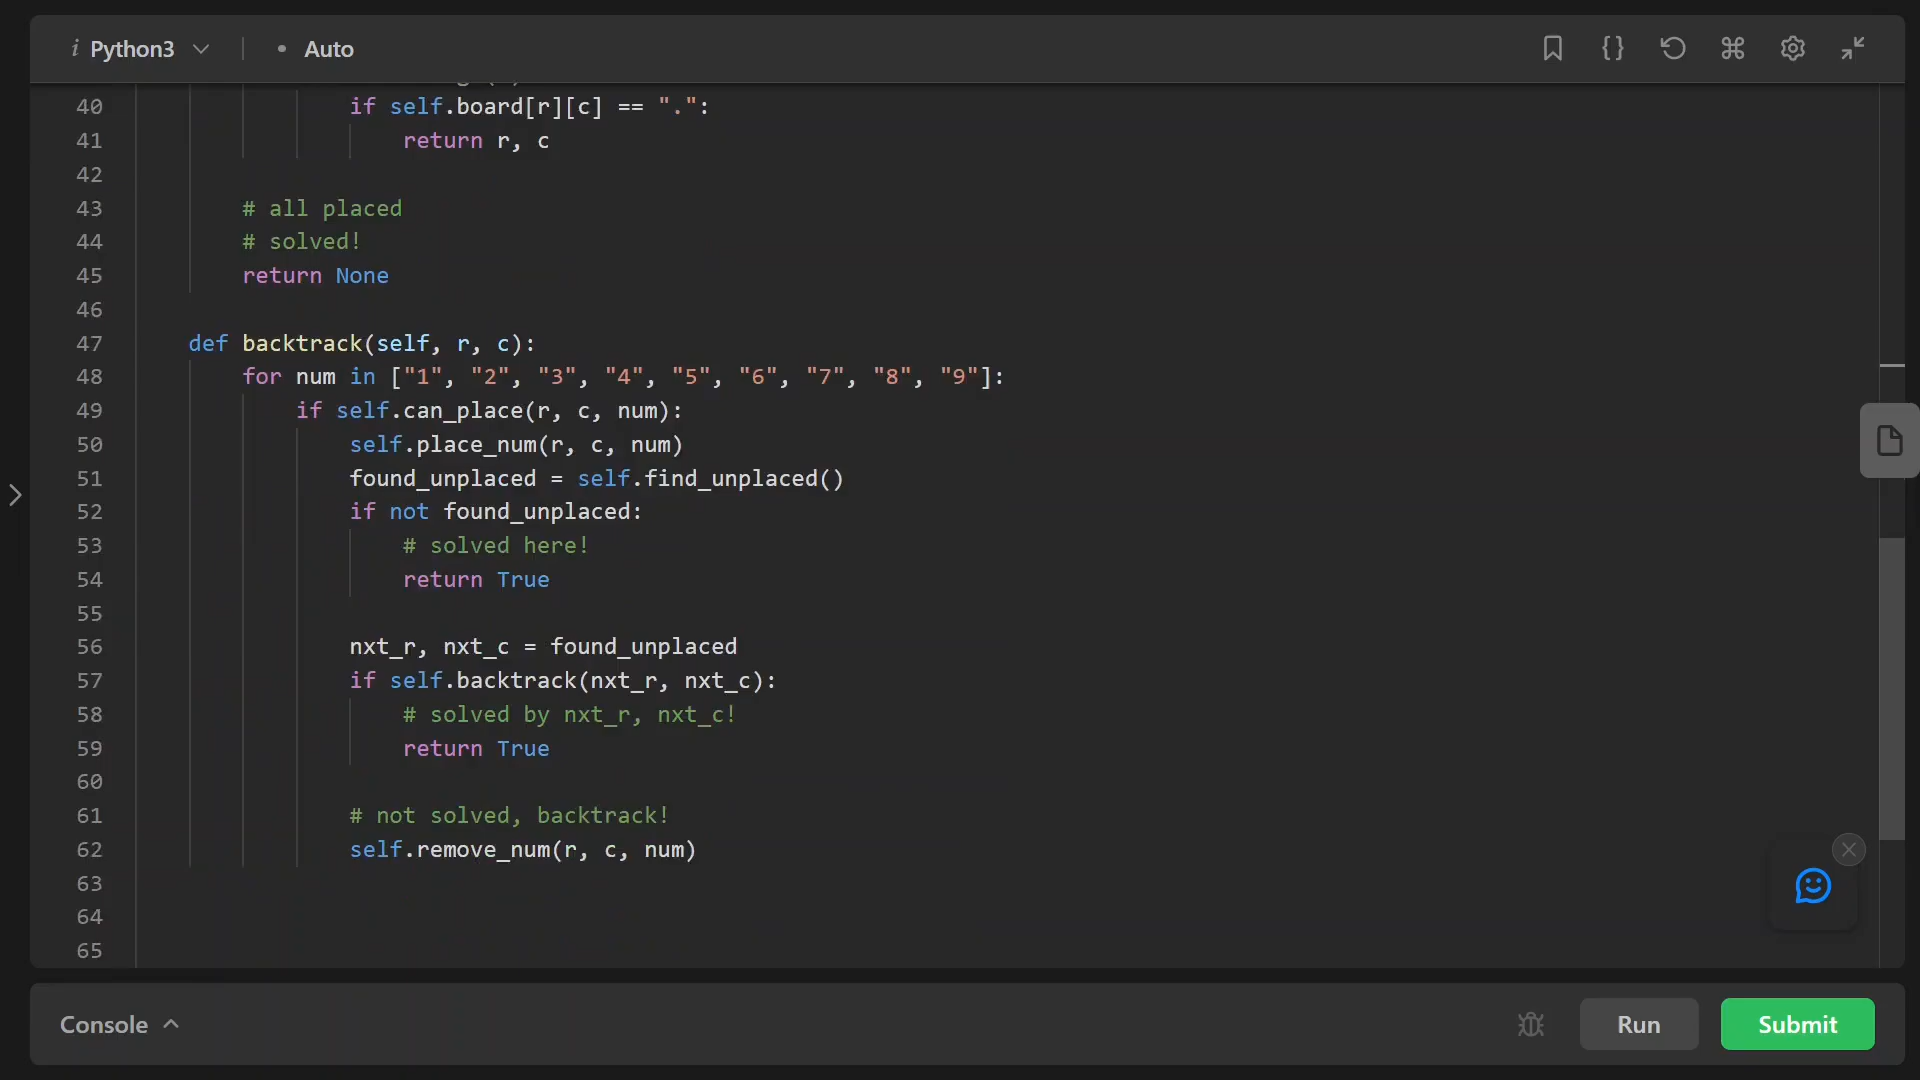 i Python3 • Auto
40 if self.board[r][c] == ".":
41 return r, c
42
43 # all placed
44 # solved!
45 return None
46
47 def backtrack(self, r, c):
48 for num in ["1", "2", "3", "4", "5", "6", "7", "8", "9"]:
49 if self.can_place(r, c, num):
50 self.place_num(r, c, num)
51 found_unplaced = self.find_unplaced()
52 if not found_unplaced:
53 # solved here!
54 return True
55
56 nxt_r, nxt_c = found_unplaced
57 if self.backtrack(nxt_r, nxt_c):
58 # solved by nxt_r, nxt_c!
59 return True
60
61 # not solved, backtrack!
62 self.remove_num(r, c, num)
63
64
65
Console Run Submit